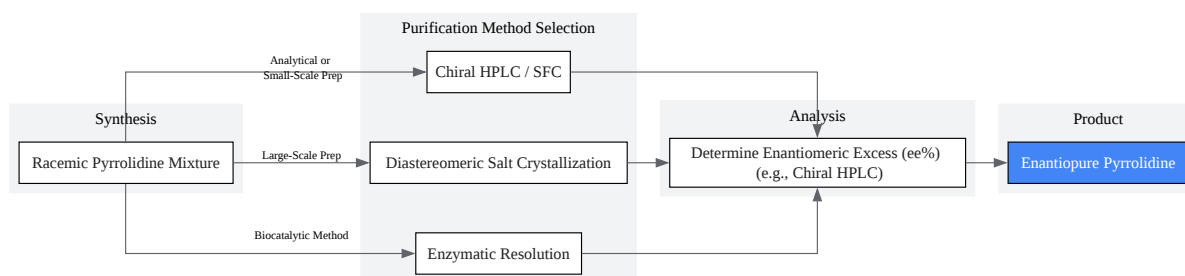 Purification Method Selection
Analytical or
Small-Scale Prep
Chiral HPLC / SFC
Synthesis
Racemic Pyrrolidine Mixture
Large-Scale Prep
Diastereomeric Salt Crystallization
Biocatalytic Method
Enzymatic Resolution
Analysis
Determine Enantiomeric Excess (ee%)
(e.g., Chiral HPLC)
Product
Enantiopure Pyrrolidine